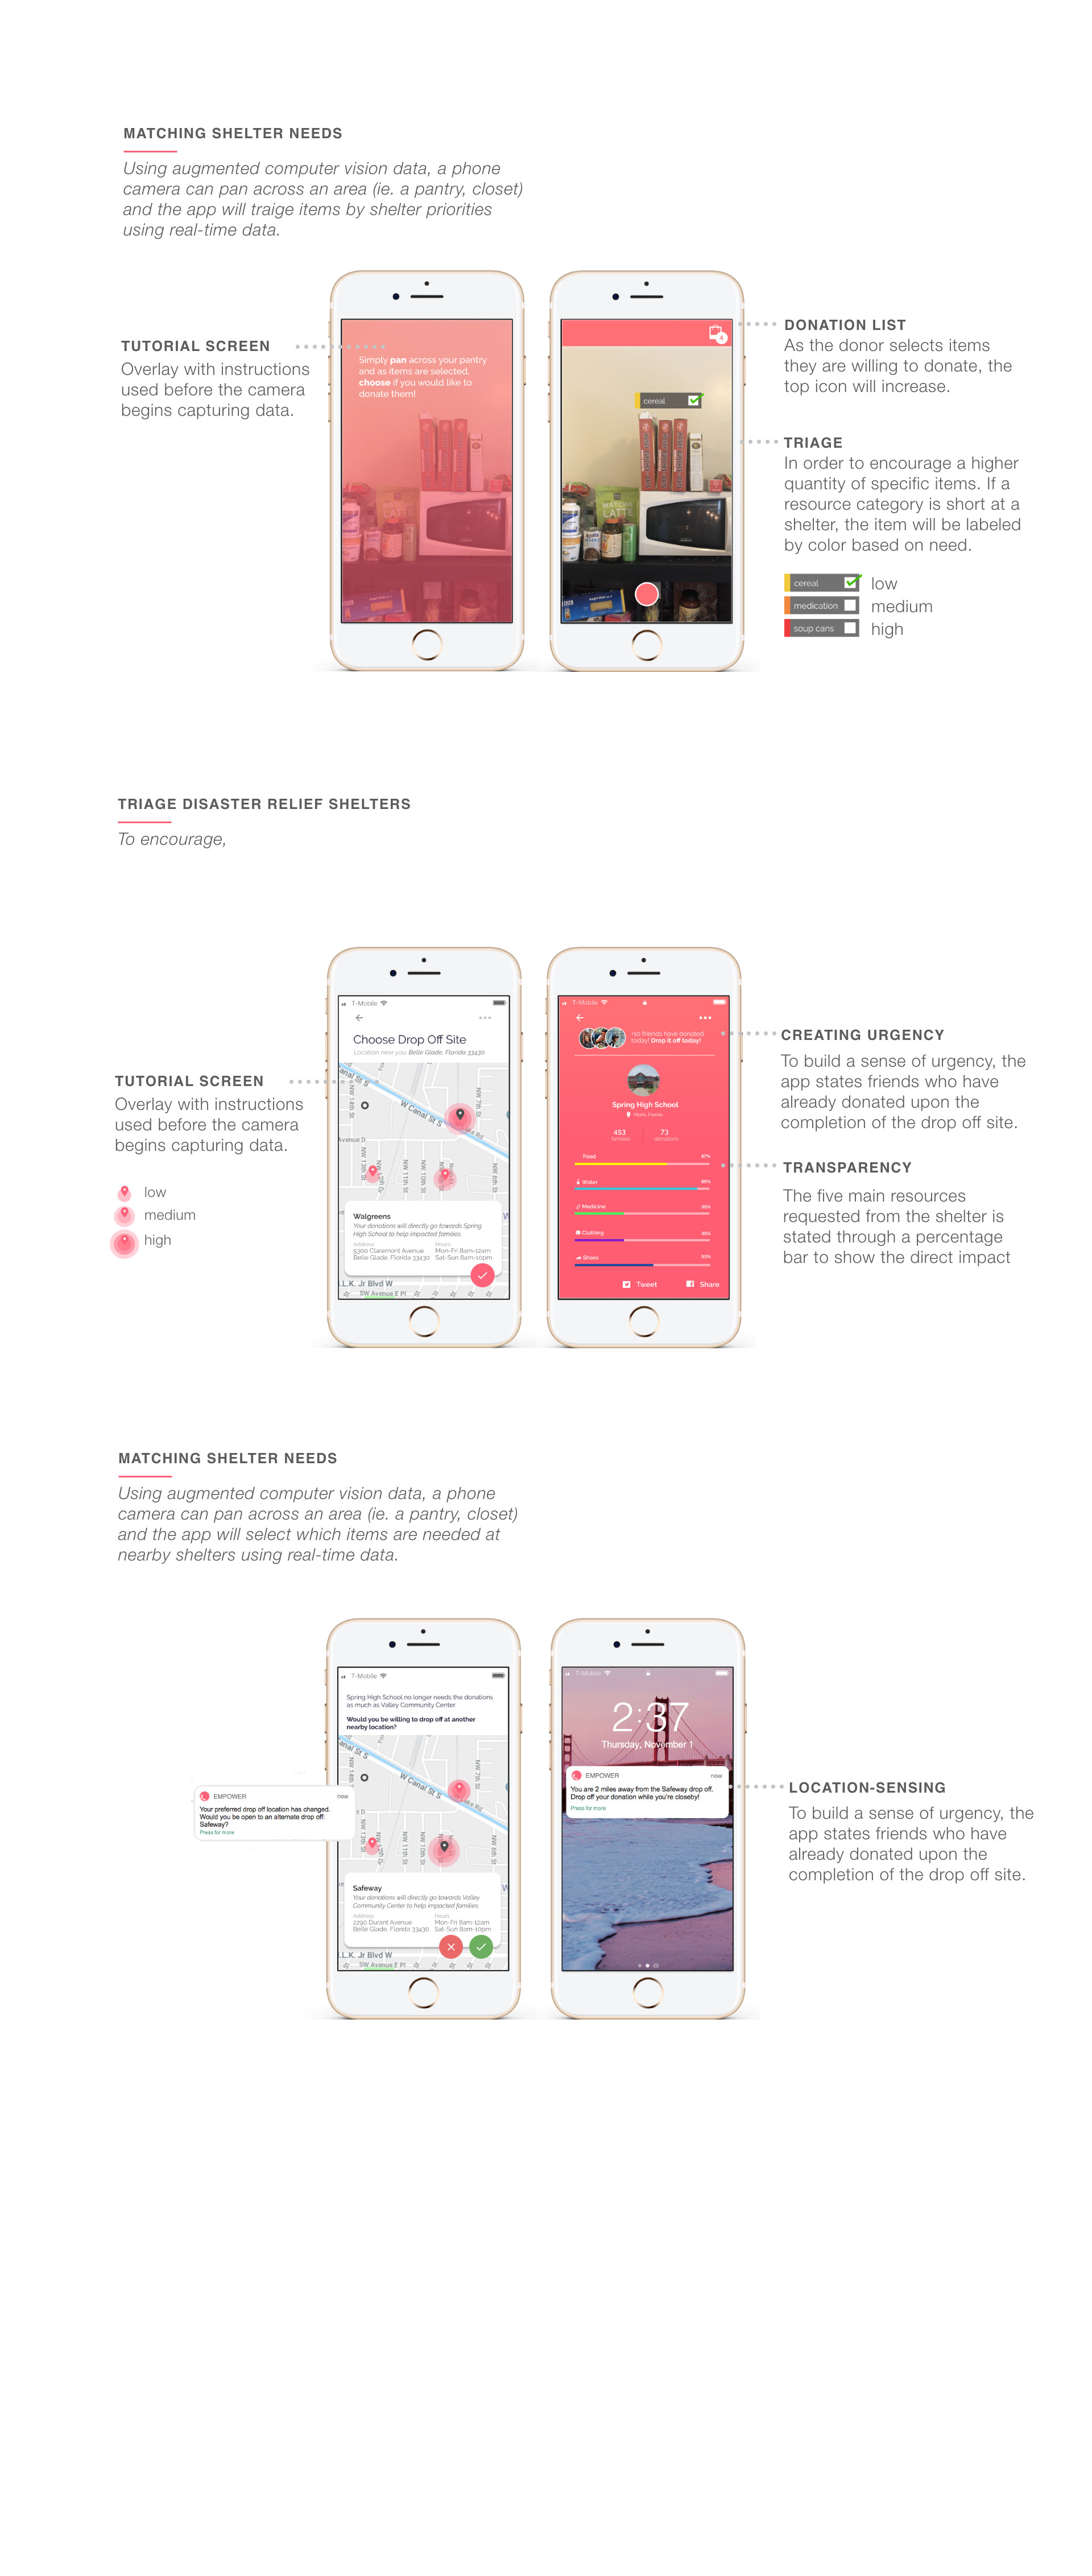 MATCHING SHELTER NEEDS
Using augmented computer vision data, a phone
camera can pan across an area (ie. a pantry, closet)
and the app will traige items by shelter priorities
using real-time data.
TUTORIAL SCREEN
Overlay with instructions
used before the camera
begins capturing data.
Simply pan across your pantry
and as items are selected,
choose if you would like to
donate them!
MATCHA
LATTE
cereal
MATCHA
LATTE
DONATION LIST
As the donor selects items
they are willing to donate, the
top icon will increase.
TRIAGE
In order to encourage a higher
quantity of specific items. If a
resource category is short at a
shelter, the item will be labeled
by color based on need.
cereal low
medication medium
soup cans high
TRIAGE DISASTER RELIEF SHELTERS
To encourage,
TUTORIAL SCREEN
Overlay with instructions
used before the camera
begins capturing data.
low
medium
high
T-Mobile
Choose Drop Off Site
Location near you Belle Glade, Florida 33430
anal St S
W Canal St S
NW 14th St
NW 7th St
Avenue D
Walgreens
Your donations will directly go towards Spring
High School to help impacted families.
Address Hours
5300 Claremont Avenue Mon-Fri 8am-12am
Belle Glade, Florida 33430 Sat-Sun 8am-10pm
.L.K. Jr Blvd W
SW Avenue E Pl
T-Mobile
+10 friends have donated
today! Drop it off today!
Spring High School
Miami, Florida
453 73
families donations
Food
Water
Medicine
Clothing
Shoes
Tweet Share
CREATING URGENCY
To build a sense of urgency, the
app states friends who have
already donated upon the
completion of the drop off site.
TRANSPARENCY
The five main resources
requested from the shelter is
stated through a percentage
bar to show the direct impact
MATCHING SHELTER NEEDS
Using augmented computer vision data, a phone
camera can pan across an area (ie. a pantry, closet)
and the app will select which items are needed at
nearby shelters using real-time data.
T-Mobile
Spring High School no longer needs the donations
as much as Valley Community Center.
Would you be willing to drop off at another
nearby location?
anal St S
W Canal St S
NW 7th St
EMPOWER now
Your preferred drop off location has changed.
Would you be open to an alternate drop off:
Safeway?
Press for more
Safeway
Your donations will directly go towards Valley
Community Center to help impacted families.
Address Hours
2290 Durant Avenue Mon-Fri 8am-12am
Belle Glade, Florida 33430 Sat-Sun 8am-10pm
.L.K. Jr Blvd W
SW Avenue E Pl
T-Mobile
2:37
Thursday, November 1
EMPOWER now
You are 2 miles away from the Safeway drop off.
Drop off your donation while you're closeby!
Press for more
LOCATION-SENSING
To build a sense of urgency, the
app states friends who have
already donated upon the
completion of the drop off site.